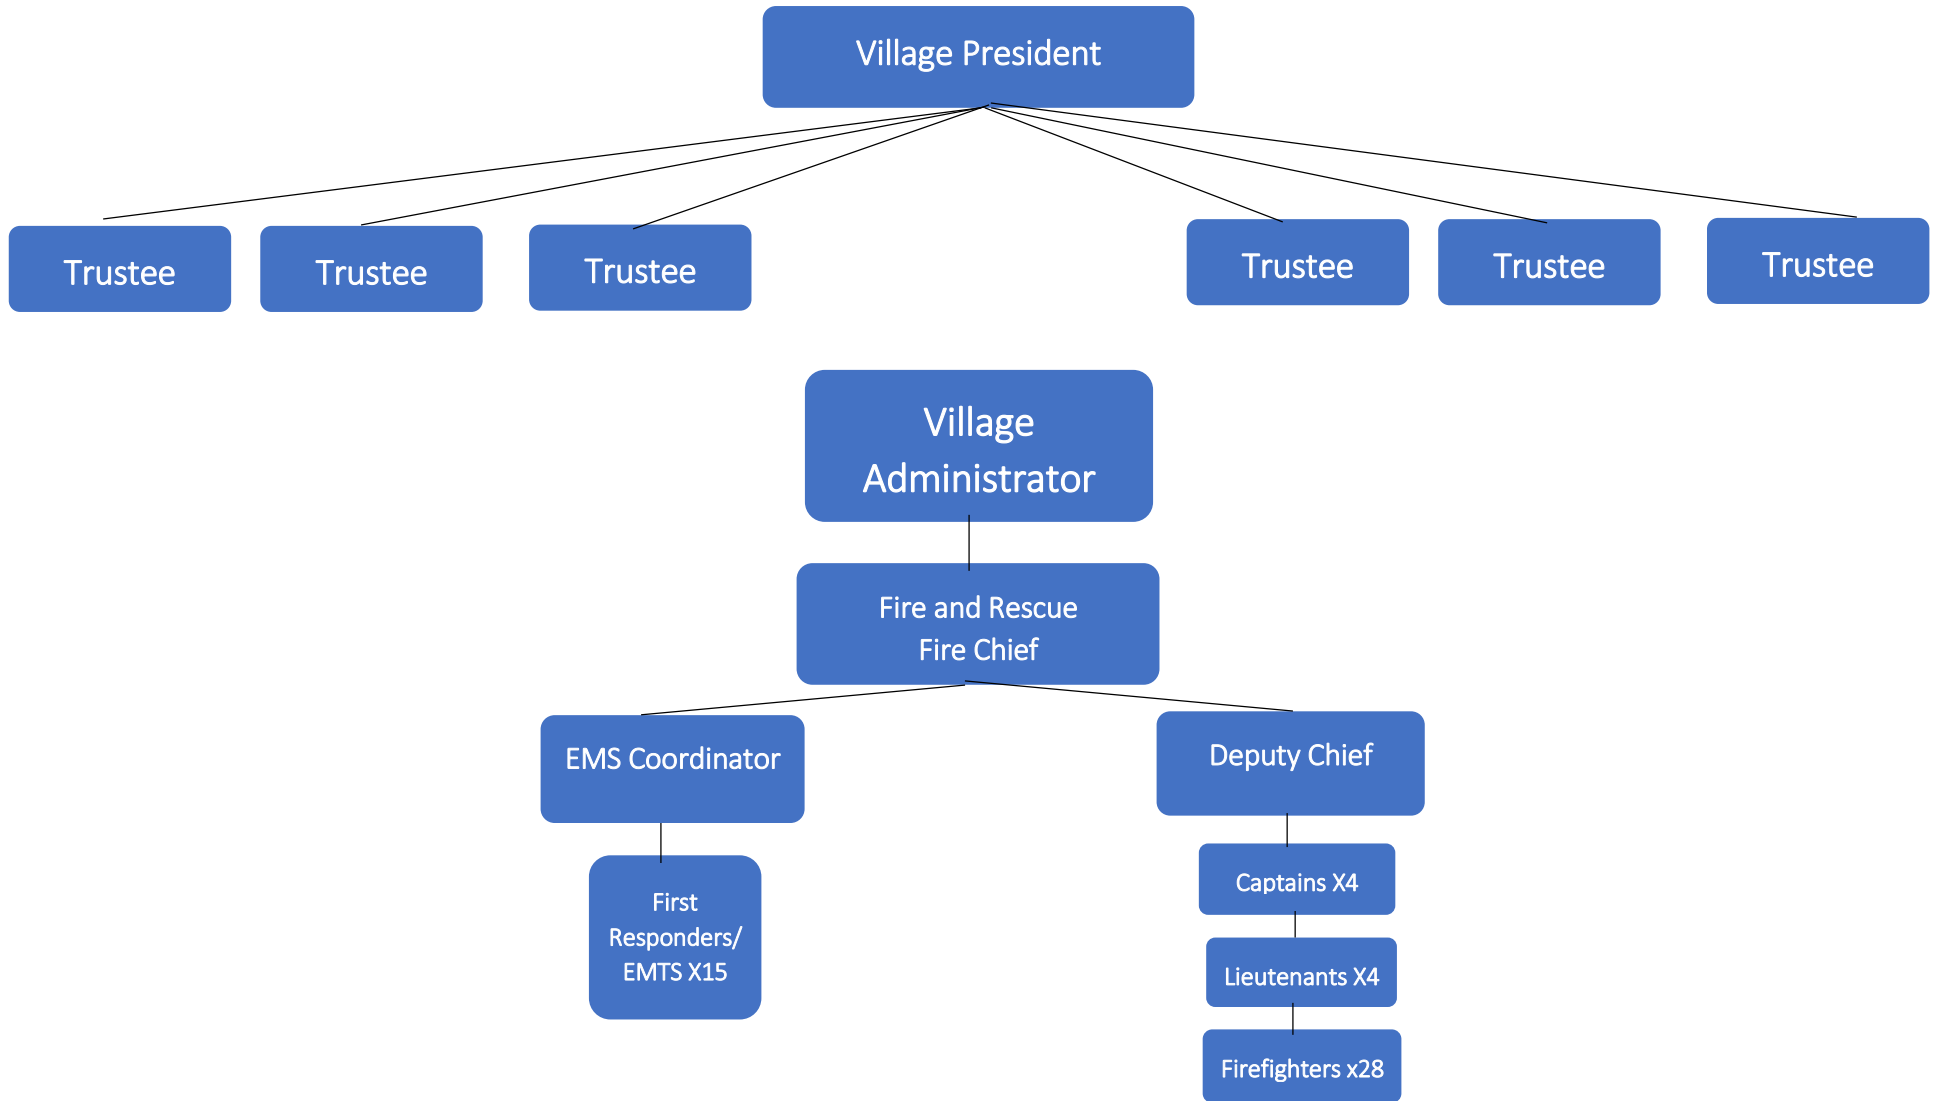 Village President
Trustee
Trustee
Trustee
Trustee
Trustee
Trustee
Village
Administrator
Fire and Rescue
Fire Chief
EMS Coordinator
Deputy Chief
First
Responders/
EMTS X15
Captains X4
Lieutenants X4
Firefighters x28